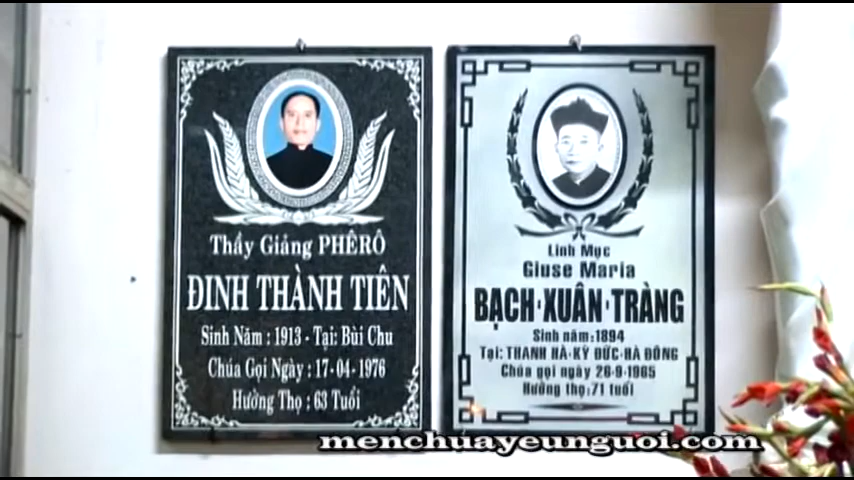 Thầy Giảng PHÊRÔ
ĐINH THÀNH TIÊN
Sinh Năm : 1913 - Tại: Bùi Chu
Chúa Gọi Ngày : 17-04-1976
Hưởng Thọ : 63 Tuổi
Linh Mục
Giuse Maria
BẠCH·XUÂN·TRÀNG
Sinh năm:1894
Tại: THANH HÀ-KỲ ĐỨC-HÀ ĐÔNG
Chúa gọi ngày 26-9-1965
Hưởng thọ: 71 tuổi
menchuayeunguoi.com